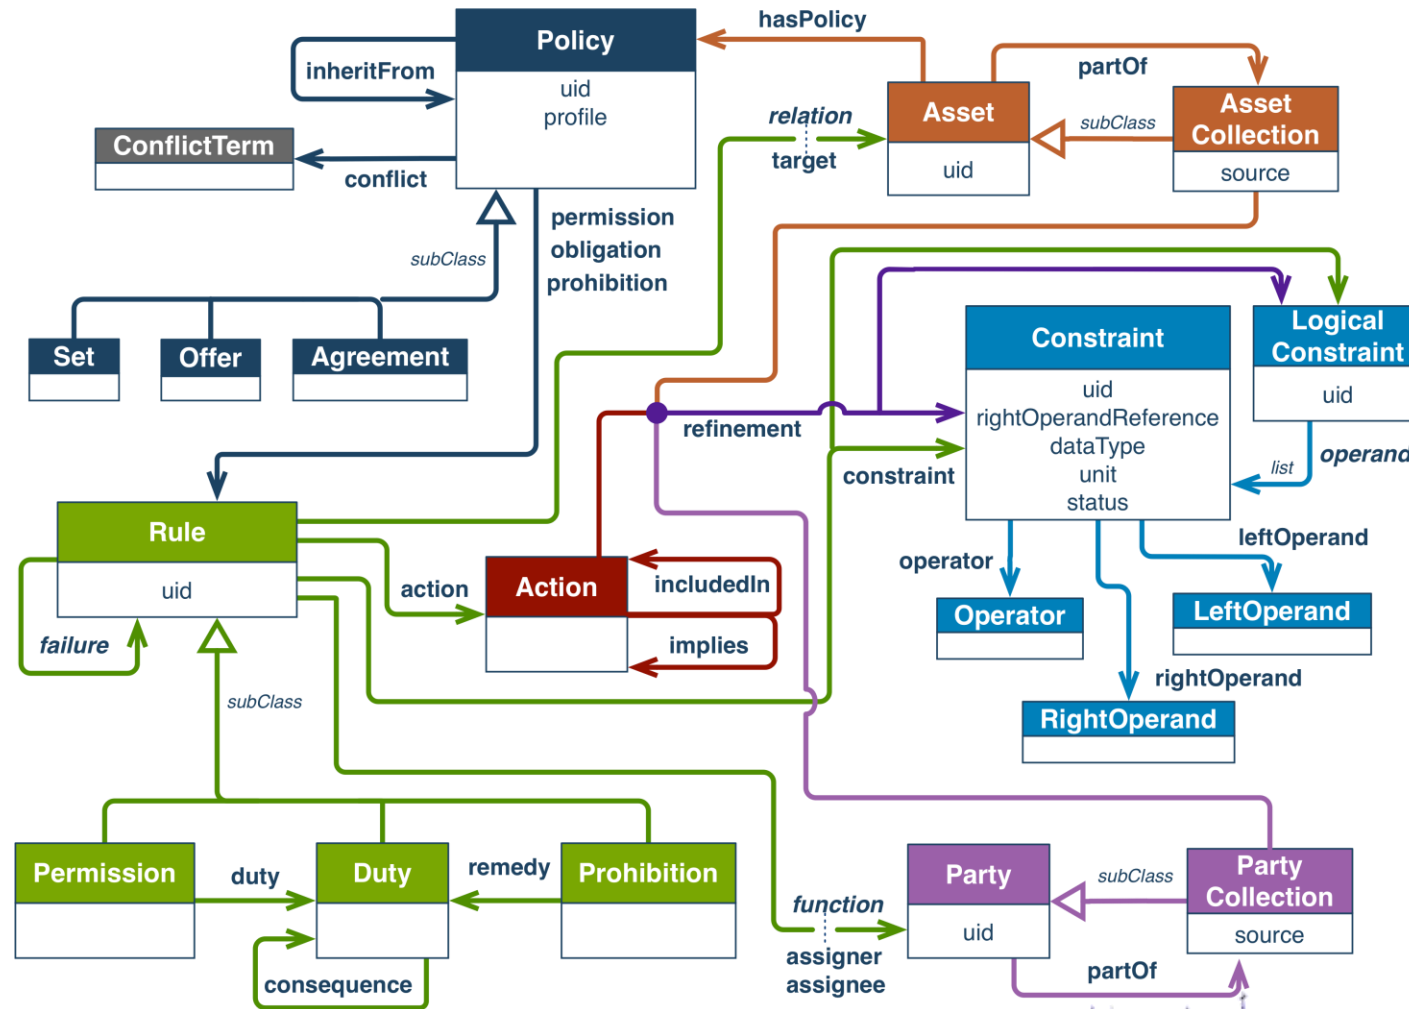 hasPolicy
Policy
inheritFrom
uid
profile
partOf
Asset
uid
subClass
Asset
Collection
source
relation
target
ConflictTerm
conflict
permission
obligation
prohibition
subClass
Set
Offer
Agreement
Constraint
uid
rightOperandReference
dataType
unit
status
Logical
Constraint
uid
refinement
constraint
operand
list
Rule
uid
failure
action
Action
includedIn
implies
operator
leftOperand
Operator
LeftOperand
rightOperand
RightOperand
subClass
Permission
duty
Duty
remedy
Prohibition
consequence
function
assigner
assignee
Party
uid
subClass
Party
Collection
source
partOf